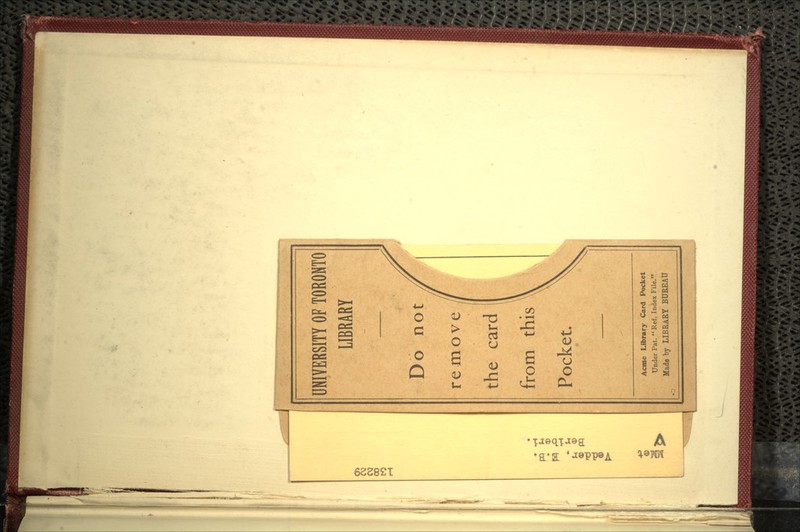 UNIVERSITY OF TORONTO
LIBRARY
Do not
remove
the card
from this
Pocket.
Acme Library Card Pocket
Under Pat. "Ref. Index File."
Made by LIBRARY BUREAU
MMet
V
Vedder, E.B.
Beriberi.
138229